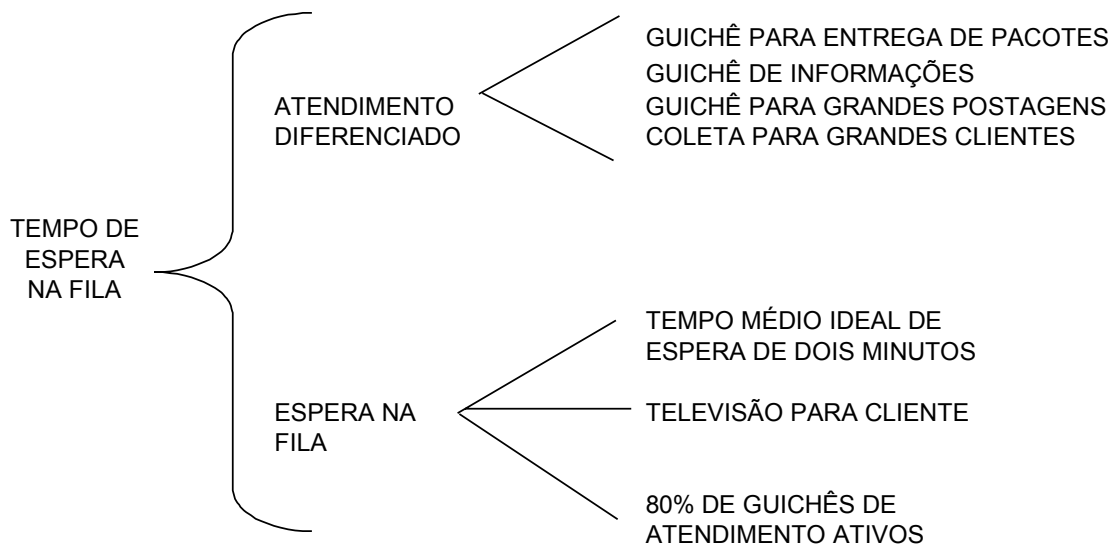 TEMPO DE
ESPERA
NA FILA
ATENDIMENTO
DIFERENCIADO
GUICHÊ PARA ENTREGA DE PACOTES
GUICHÊ DE INFORMAÇÕES
GUICHÊ PARA GRANDES POSTAGENS
COLETA PARA GRANDES CLIENTES
ESPERA NA
FILA
TEMPO MÉDIO IDEAL DE
ESPERA DE DOIS MINUTOS
TELEVISÃO PARA CLIENTE
80% DE GUICHÊS DE
ATENDIMENTO ATIVOS